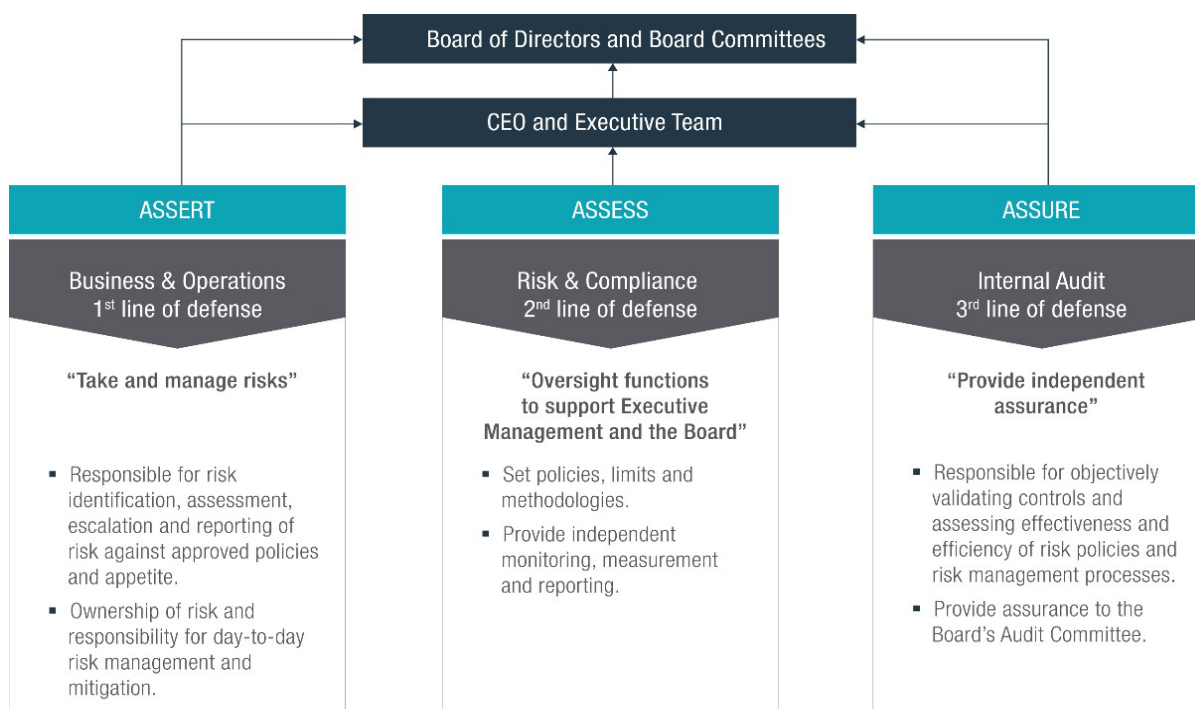 Board of Directors and Board Committees
CEO and Executive Team
ASSERT
Business & Operations
1st line of defense
“Take and manage risks”
▪ Responsible for risk
identification, assessment,
escalation and reporting of
risk against approved policies
and appetite.
▪ Ownership of risk and
responsibility for day-to-day
risk management and
mitigation.
ASSESS
Risk & Compliance
2nd line of defense
“Oversight functions
to support Executive
Management and the Board”
▪ Set policies, limits and
methodologies.
▪ Provide independent
monitoring, measurement
and reporting.
ASSURE
Internal Audit
3rd line of defense
“Provide independent
assurance”
▪ Responsible for objectively
validating controls and
assessing effectiveness and
efficiency of risk policies and
risk management processes.
▪ Provide assurance to the
Board’s Audit Committee.